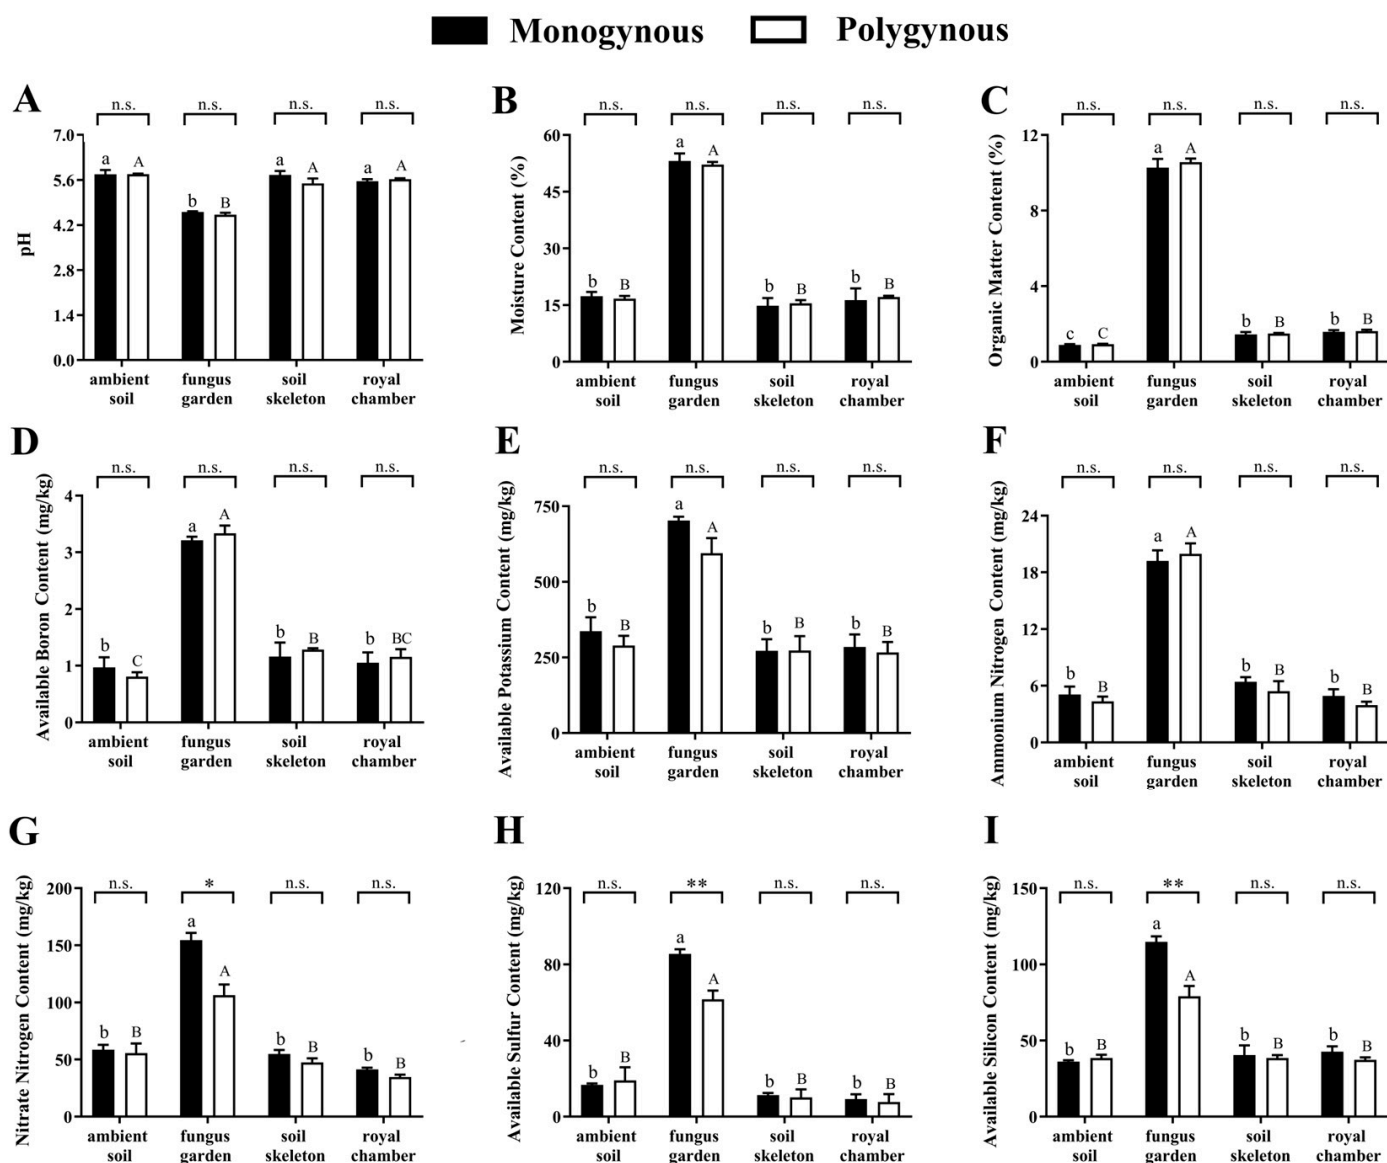 Monogynous Polygynous
A
n.s. n.s. n.s. n.s.
pH
7.0
5.6
4.2
2.8
1.4
0.0
a A b B a A a A
ambient soil
fungus garden
soil skeleton
royal chamber
B
n.s. n.s. n.s. n.s.
Moisture Content (%)
60
45
30
15
0
b B a A b B b B
ambient soil
fungus garden
soil skeleton
royal chamber
C
n.s. n.s. n.s. n.s.
Organic Matter Content (%)
12
8
4
0
c C a A b B b B
ambient soil
fungus garden
soil skeleton
royal chamber
D
n.s. n.s. n.s. n.s.
Available Boron Content (mg/kg)
4
3
2
1
0
b C a A b B b BC
ambient soil
fungus garden
soil skeleton
royal chamber
E
n.s. n.s. n.s. n.s.
Available Potassium Content (mg/kg)
750
500
250
0
b B a A b B b B
ambient soil
fungus garden
soil skeleton
royal chamber
F
n.s. n.s. n.s. n.s.
Ammonium Nitrogen Content (mg/kg)
24
18
12
6
0
b B a A b B b B
ambient soil
fungus garden
soil skeleton
royal chamber
G
n.s. * n.s. n.s.
Nitrate Nitrogen Content (mg/kg)
200
150
100
50
0
b B a A b B b B
ambient soil
fungus garden
soil skeleton
royal chamber
H
n.s. ** n.s. n.s.
Available Sulfur Content (mg/kg)
120
80
40
0
b B a A b B b B
ambient soil
fungus garden
soil skeleton
royal chamber
I
n.s. ** n.s. n.s.
Available Silicon Content (mg/kg)
150
100
50
0
b B a A b B b B
ambient soil
fungus garden
soil skeleton
royal chamber